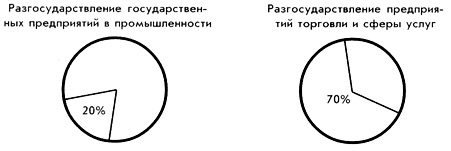 Разгосударствление государствен-
ных предприятий в промышленности
20%
Разгосударствление предприя-
тий торговли и сферы услуг
70%